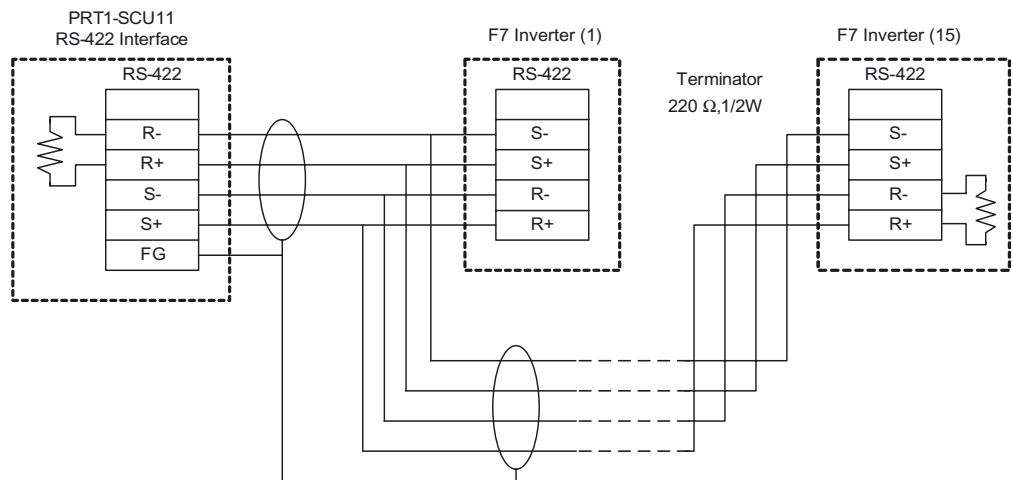 PRT1-SCU11
RS-422 Interface
RS-422
R-
R+
S-
S+
FG
F7 Inverter (1)
RS-422
S-
S+
R-
R+
Terminator
220 Ω,1/2W
F7 Inverter (15)
RS-422
S-
S+
R-
R+